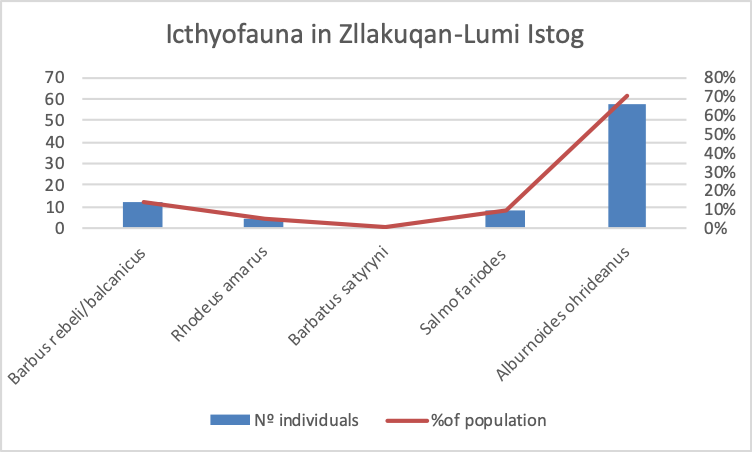 Icthyofauna in Zllakuqan-Lumi Istog
70
60
50
40
30
20
10
0
80%
70%
60%
50%
40%
30%
20%
10%
0%
Barbus rebeli/balcanicus
Rhodeus amarus
Barbatus satyryni
Salmo fariodes
Alburnoides ohrideanus
Nº individuals
%of population